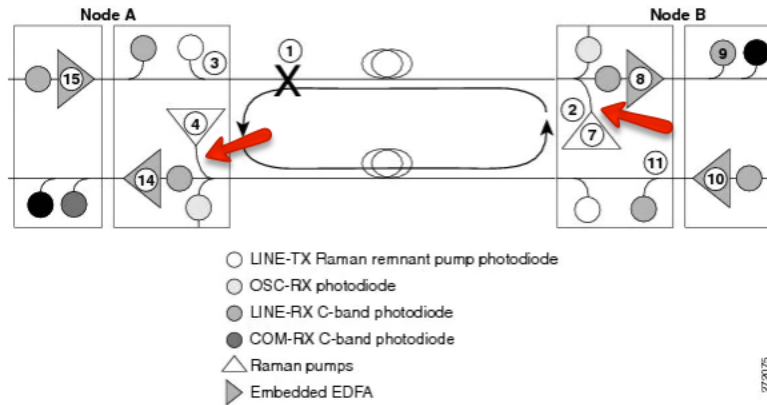 Node A
Node B
1
3
15
9
8
2
4
7
11
14
10
LINE-TX Raman remnant pump photodiode
OSC-RX photodiode
LINE-RX C-band photodiode
COM-RX C-band photodiode
Raman pumps
Embedded EDFA